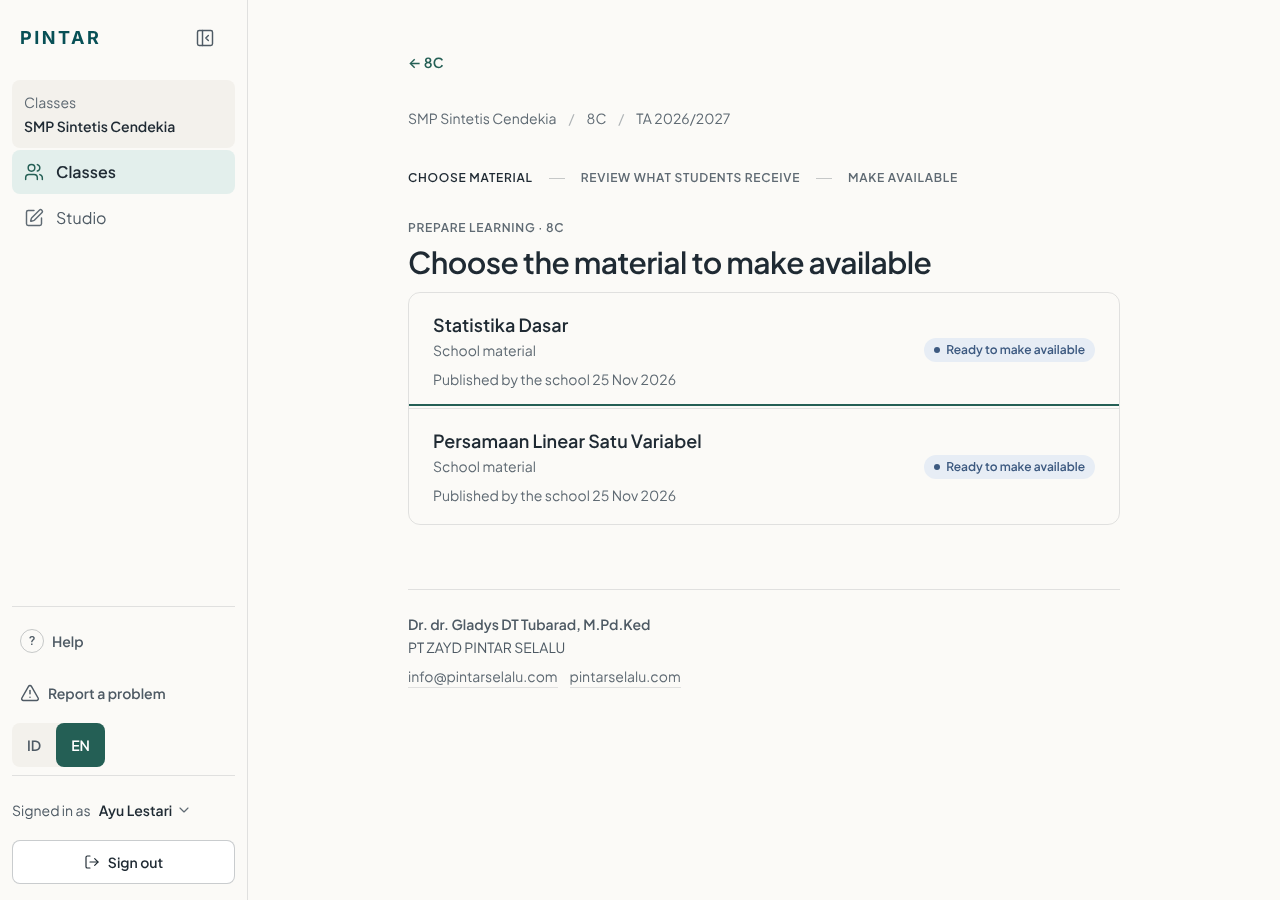 PINTAR
Classes
SMP Sintetis Cendekia
Classes
Studio
? Help
Report a problem
ID EN
Signed in as Ayu Lestari
Sign out
← 8C
SMP Sintetis Cendekia / 8C / TA 2026/2027
CHOOSE MATERIAL — REVIEW WHAT STUDENTS RECEIVE — MAKE AVAILABLE
PREPARE LEARNING · 8C
Choose the material to make available
Statistika Dasar
School material
Published by the school 25 Nov 2026
Ready to make available
Persamaan Linear Satu Variabel
School material
Published by the school 25 Nov 2026
Ready to make available
Dr. dr. Gladys DT Tubarad, M.Pd.Ked
PT ZAYD PINTAR SELALU
info@pintarselalu.com pintarselalu.com